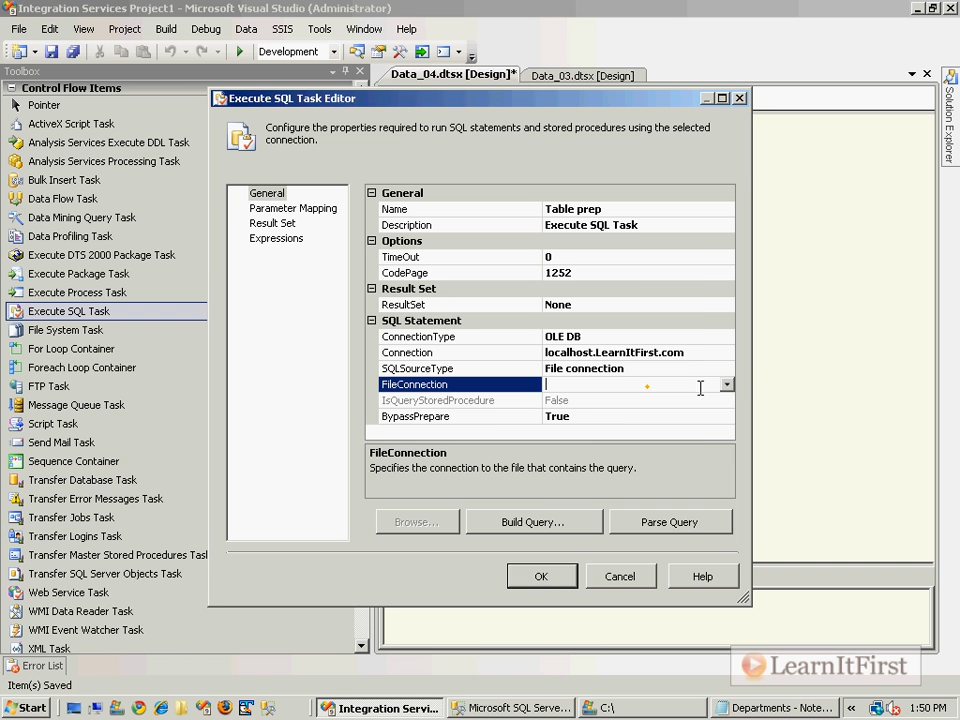 Integration Services Project1 - Microsoft Visual Studio (Administrator)
File Edit View Project Build Debug Data SSIS Tools Window Help
Development
Toolbox
Data_04.dtsx [Design]* Data_03.dtsx [Design]
Solution Explorer
Control Flow Items
Pointer
ActiveX Script Task
Analysis Services Execute DDL Task
Analysis Services Processing Task
Bulk Insert Task
Data Flow Task
Data Mining Query Task
Data Profiling Task
Execute DTS 2000 Package Task
Execute Package Task
Execute Process Task
Execute SQL Task
File System Task
For Loop Container
Foreach Loop Container
FTP Task
Message Queue Task
Script Task
Send Mail Task
Sequence Container
Transfer Database Task
Transfer Error Messages Task
Transfer Jobs Task
Transfer Logins Task
Transfer Master Stored Procedures Task
Transfer SQL Server Objects Task
Web Service Task
WMI Data Reader Task
WMI Event Watcher Task
XML Task
Execute SQL Task Editor
Configure the properties required to run SQL statements and stored procedures using the selected
connection.
General
Parameter Mapping
Result Set
Expressions
General
Name Table prep
Description Execute SQL Task
Options
TimeOut 0
CodePage 1252
Result Set
ResultSet None
SQL Statement
ConnectionType OLE DB
Connection localhost.LearnItFirst.com
SQLSourceType File connection
FileConnection
IsQueryStoredProcedure False
BypassPrepare True
FileConnection
Specifies the connection to the file that contains the query.
Browse... Build Query... Parse Query
OK Cancel Help
LearnItFirst
Error List
Item(s) Saved
Start Integration Servi... Microsoft SQL Serve... C:\ Departments - Note... « 1:50 PM